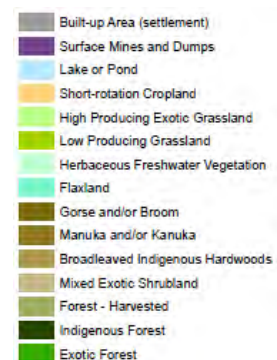 Built-up Area (settlement)
Surface Mines and Dumps
Lake or Pond
Short-rotation Cropland
High Producing Exotic Grassland
Low Producing Grassland
Herbaceous Freshwater Vegetation
Flaxland
Gorse and/or Broom
Manuka and/or Kanuka
Broadleaved Indigenous Hardwoods
Mixed Exotic Shrubland
Forest - Harvested
Indigenous Forest
Exotic Forest